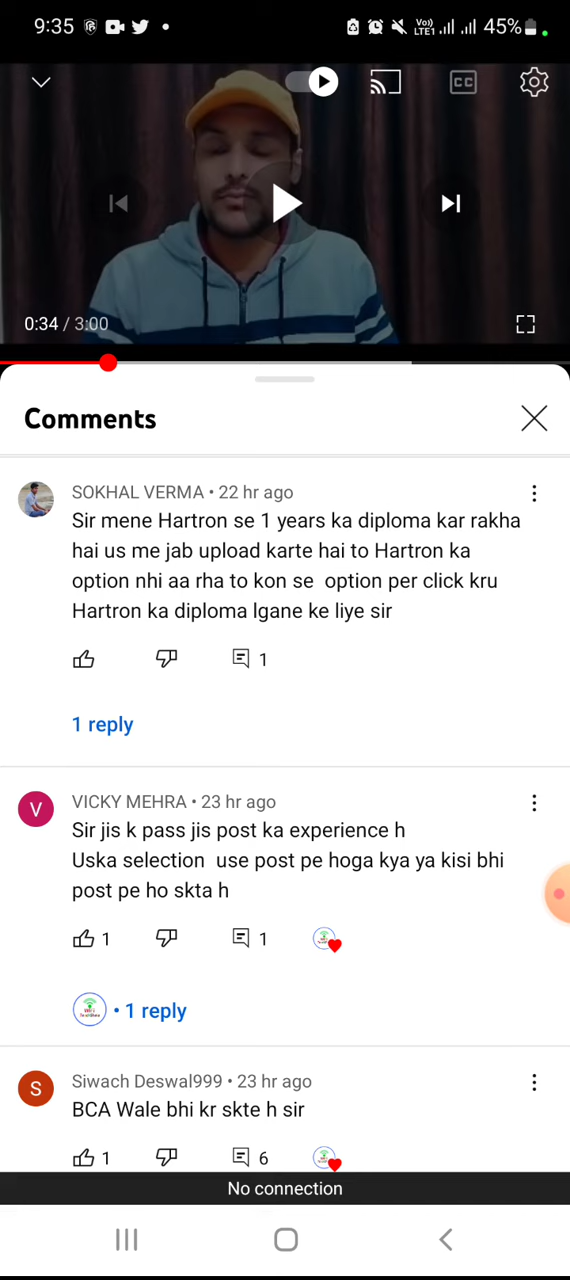 9:35
Vo)) LTE1 45%
CC
0:34 / 3:00
Comments
SOKHAL VERMA • 22 hr ago
Sir mene Hartron se 1 years ka diploma kar rakha
hai us me jab upload karte hai to Hartron ka
option nhi aa rha to kon se option per click kru
Hartron ka diploma lgane ke liye sir
1
1 reply
V
VICKY MEHRA • 23 hr ago
Sir jis k pass jis post ka experience h
Uska selection use post pe hoga kya ya kisi bhi
post pe ho skta h
1 1
• 1 reply
S
Siwach Deswal999 • 23 hr ago
BCA Wale bhi kr skte h sir
1 6
No connection